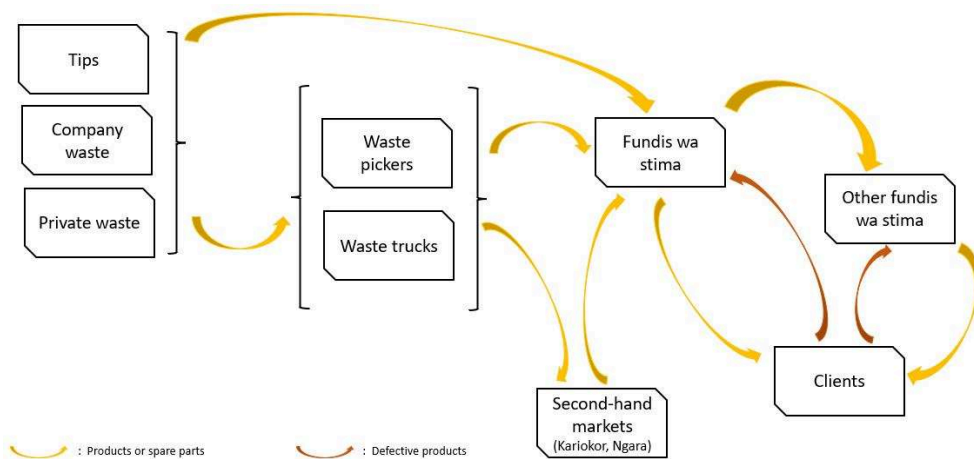 Tips
Company
waste
Private waste
Waste
pickers
Waste trucks
Fundis wa
stima
Other fundis
wa stima
Clients
Second-hand
markets
(Kariokor, Ngara)
: Products or spare parts
: Defective products